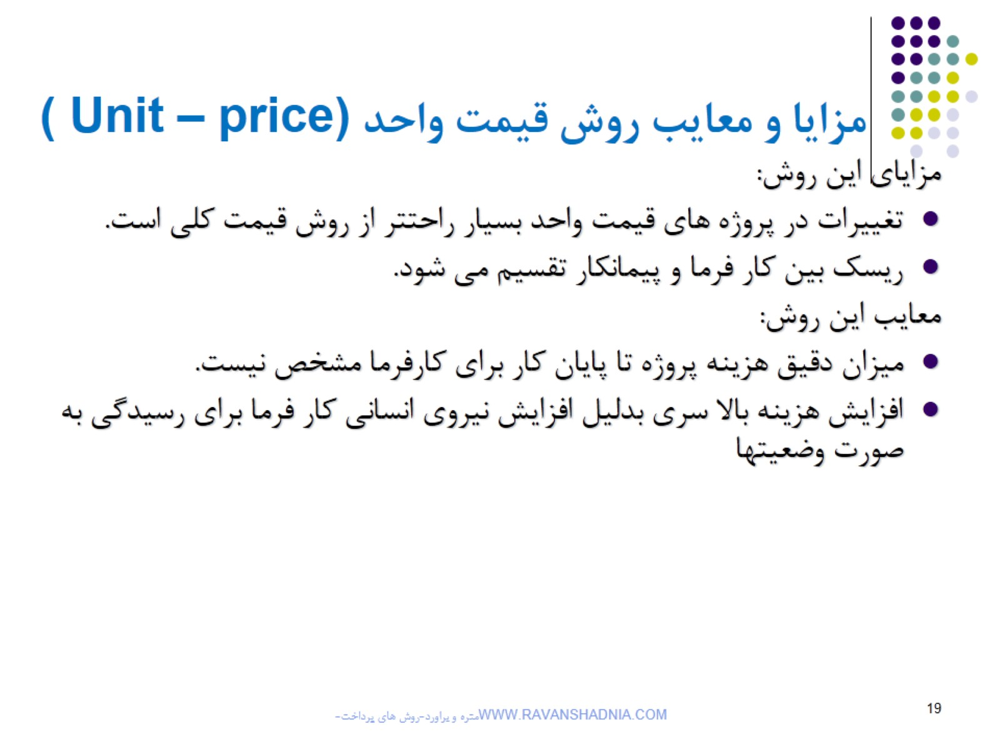 مزایا و معایب روش قیمت واحد (Unit – price )
مزایای این روش:
تغییرات در پروژه های قیمت واحد بسیار راحتتر از روش قیمت کلی است.
ریسک بین کار فرما و پیمانکار تقسیم می شود.
معایب این روش:
میزان دقیق هزینه پروژه تا پایان کار برای کارفرما مشخص نیست.
افزایش هزینه بالا سری بدلیل افزایش نیروی انسانی کار فرما برای رسیدگی به
صورت وضعیتها
WWW.RAVANSHADNIA.COMمتره و براورد-روش های پرداخت-
19